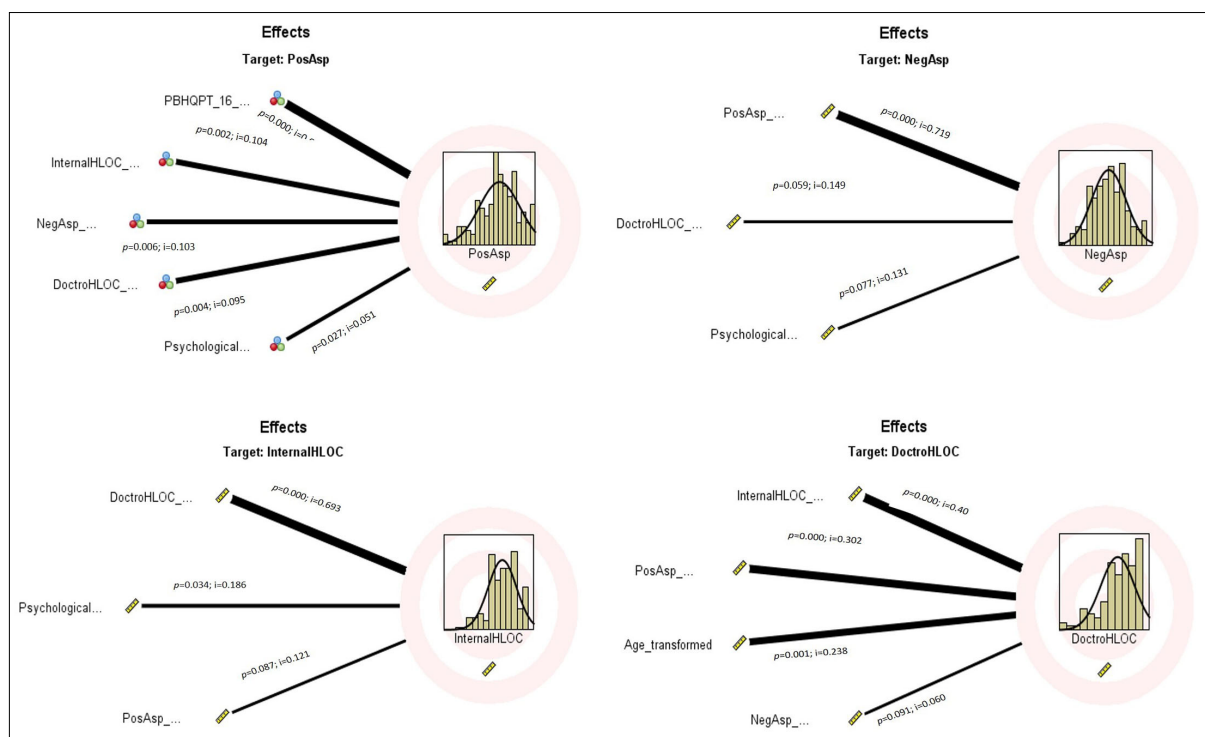 Effects
Target: PosAsp
PBHQPT_16_...
p=0.000; i=0.
p=0.002; i=0.104
InternalHLOC_...
NegAsp_...
p=0.006; i=0.103
DoctroHLOC_...
p=0.004; i=0.095
Psychological...
p=0.027; i=0.051
PosAsp
Effects
Target: NegAsp
PosAsp_...
p=0.000; i=0.719
p=0.059; i=0.149
DoctroHLOC_...
p=0.077; i=0.131
Psychological...
NegAsp
Effects
Target: InternalHLOC
DoctroHLOC_...
p=0.000; i=0.693
p=0.034; i=0.186
Psychological...
p=0.087; i=0.121
PosAsp_...
InternalHLOC
Effects
Target: DoctroHLOC
InternalHLOC_...
p=0.000; i=0.40
p=0.000; i=0.302
PosAsp_...
Age_transformed
p=0.001; i=0.238
NegAsp_...
p=0.091; i=0.060
DoctroHLOC